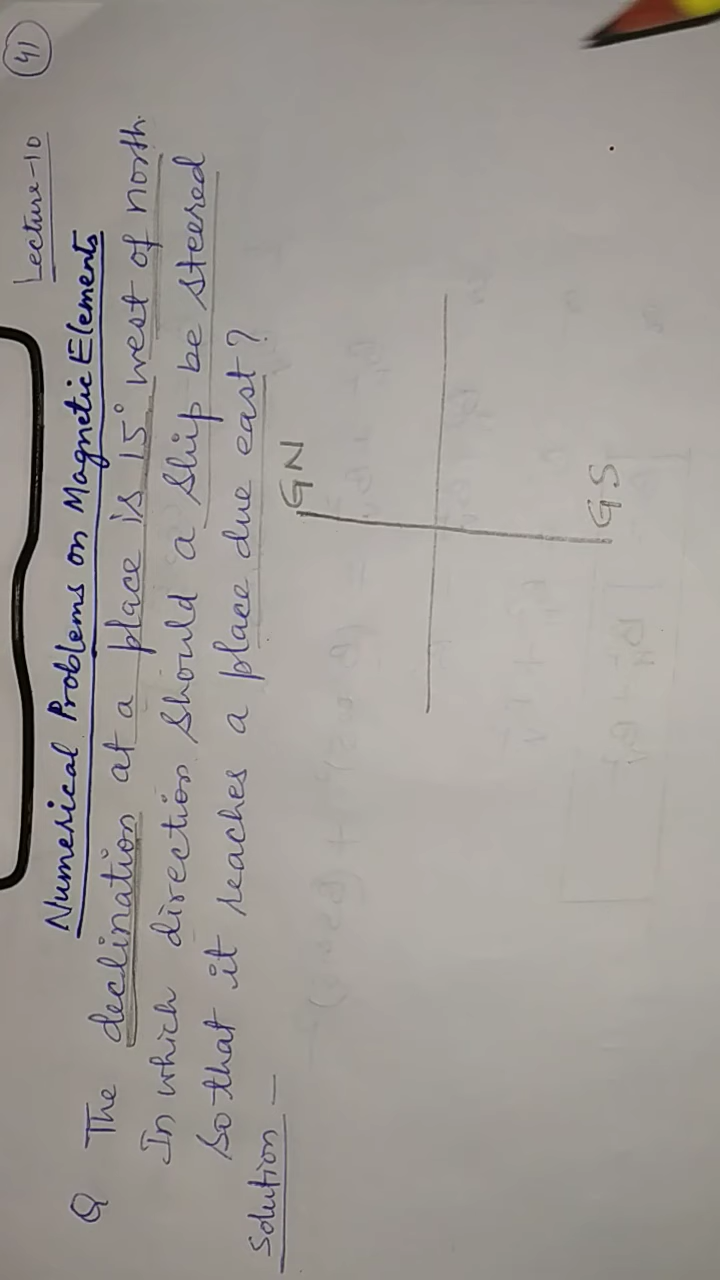 Lecture-10 41
Numerical Problems on Magnetic Elements
Q The declination at a place is 15° west of north.
In which direction should a ship be steered
so that it reaches a place due east?
Solution -
GN
GS